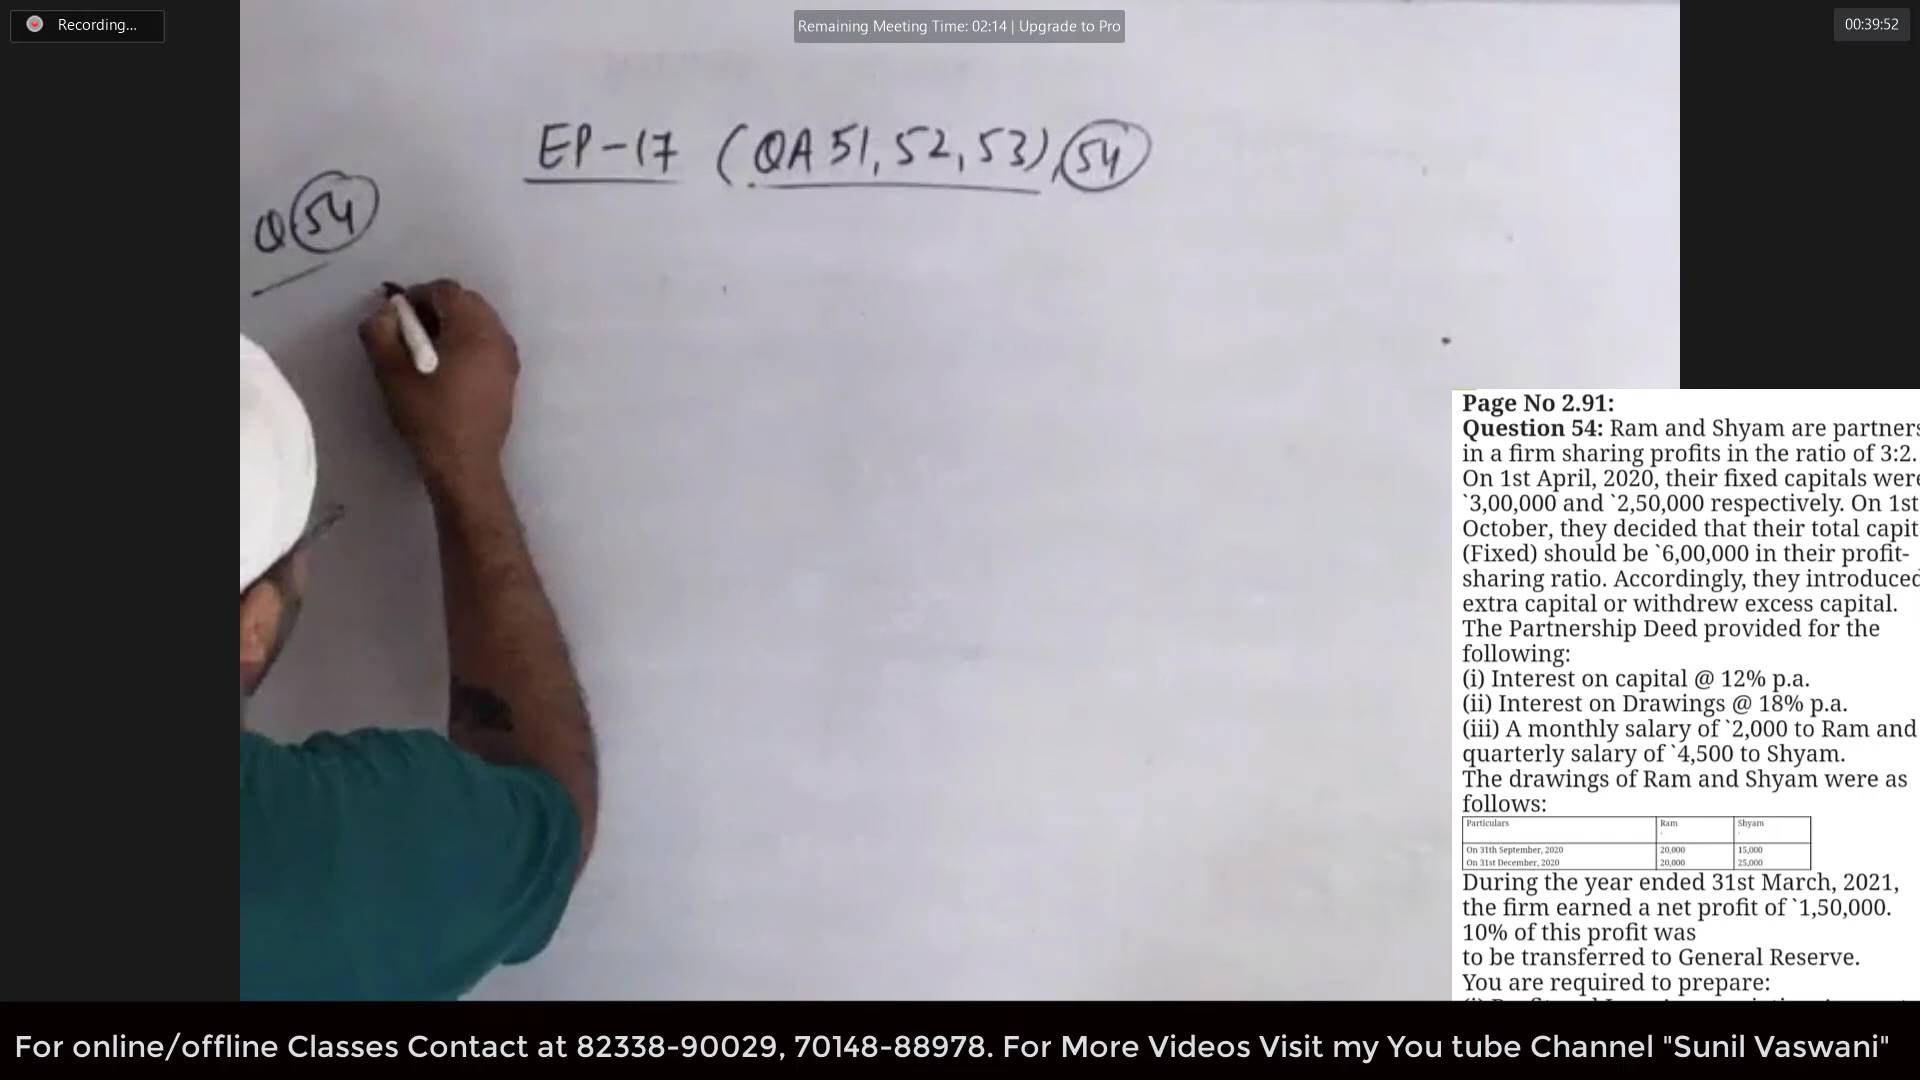 Recording...
Remaining Meeting Time: 02:14 | Upgrade to Pro
00:39:52
EP-17 (QA 51, 52, 53), 54
Q 54
Page No 2.91:
Question 54: Ram and Shyam are partners
in a firm sharing profits in the ratio of 3:2.
On 1st April, 2020, their fixed capitals were
`3,00,000 and `2,50,000 respectively. On 1st
October, they decided that their total capit
(Fixed) should be `6,00,000 in their profit-
sharing ratio. Accordingly, they introduced
extra capital or withdrew excess capital.
The Partnership Deed provided for the
following:
(i) Interest on capital @ 12% p.a.
(ii) Interest on Drawings @ 18% p.a.
(iii) A monthly salary of `2,000 to Ram and
quarterly salary of `4,500 to Shyam.
The drawings of Ram and Shyam were as
follows:
Particulars Ram Shyam
On 31th September, 2020 20,000 15,000
On 31st December, 2020 20,000 25,000
During the year ended 31st March, 2021,
the firm earned a net profit of `1,50,000.
10% of this profit was
to be transferred to General Reserve.
You are required to prepare:
For online/offline Classes Contact at 82338-90029, 70148-88978. For More Videos Visit my You tube Channel "Sunil Vaswani"